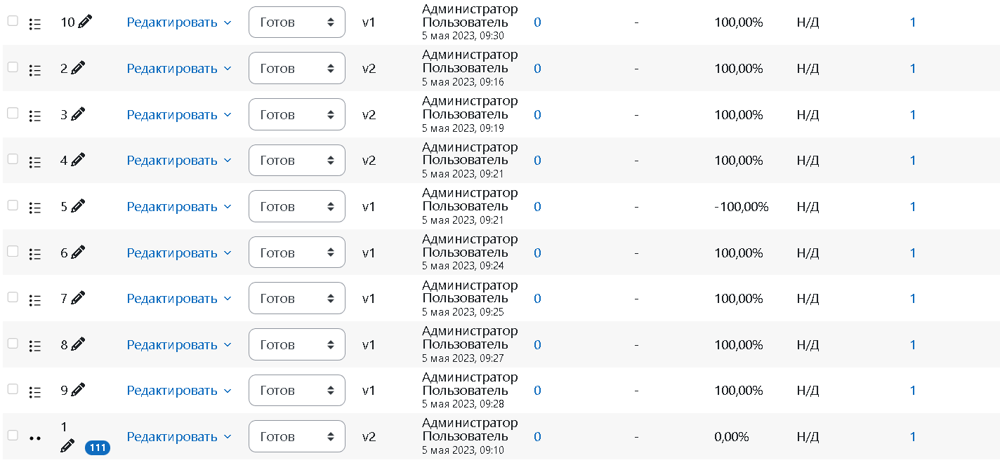 10 Редактировать Готов v1 Администратор Пользователь 5 мая 2023, 09:30 0 - 100,00% Н/Д 1
2 Редактировать Готов v2 Администратор Пользователь 5 мая 2023, 09:16 0 - 100,00% Н/Д 1
3 Редактировать Готов v2 Администратор Пользователь 5 мая 2023, 09:19 0 - 100,00% Н/Д 1
4 Редактировать Готов v2 Администратор Пользователь 5 мая 2023, 09:21 0 - 100,00% Н/Д 1
5 Редактировать Готов v1 Администратор Пользователь 5 мая 2023, 09:21 0 - -100,00% Н/Д 1
6 Редактировать Готов v1 Администратор Пользователь 5 мая 2023, 09:24 0 - 100,00% Н/Д 1
7 Редактировать Готов v1 Администратор Пользователь 5 мая 2023, 09:25 0 - 100,00% Н/Д 1
8 Редактировать Готов v1 Администратор Пользователь 5 мая 2023, 09:27 0 - 100,00% Н/Д 1
9 Редактировать Готов v1 Администратор Пользователь 5 мая 2023, 09:28 0 - 100,00% Н/Д 1
1 111 Редактировать Готов v2 Администратор Пользователь 5 мая 2023, 09:10 0 - 0,00% Н/Д 1